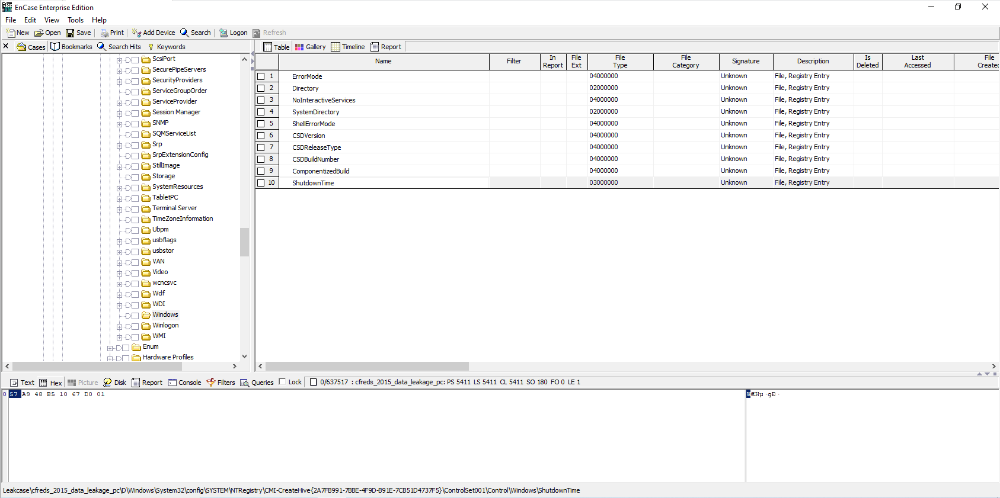 EnCase Enterprise Edition
File Edit View Tools Help
New Open Save Print Add Device Search Logon Refresh
Cases Bookmarks Search Hits Keywords
Table Gallery Timeline Report
ScsiPort
SecurePipeServers
SecurityProviders
ServiceGroupOrder
ServiceProvider
Session Manager
SNMP
SQMServiceList
Srp
SrpExtensionConfig
StillImage
Storage
SystemResources
TabletPC
Terminal Server
TimeZoneInformation
Ubpm
usbflags
usbstor
VAN
Video
wcncsvc
Wdf
WDI
Windows
Winlogon
WMI
Enum
Hardware Profiles
Name Filter In Report File Ext File Type File Category Signature Description Is Deleted Last Accessed File Created
1 ErrorMode 04000000 Unknown File, Registry Entry
2 Directory 02000000 Unknown File, Registry Entry
3 NoInteractiveServices 04000000 Unknown File, Registry Entry
4 SystemDirectory 02000000 Unknown File, Registry Entry
5 ShellErrorMode 04000000 Unknown File, Registry Entry
6 CSDVersion 04000000 Unknown File, Registry Entry
7 CSDReleaseType 04000000 Unknown File, Registry Entry
8 CSDBuildNumber 04000000 Unknown File, Registry Entry
9 ComponentizedBuild 04000000 Unknown File, Registry Entry
10 ShutdownTime 03000000 Unknown File, Registry Entry
Text Hex Picture Disk Report Console Filters Queries Lock 0/637517 : cfreds_2015_data_leakage_pc: PS 5411 LS 5411 CL 5411 SO 180 FO 0 LE 1
0 57 A9 48 B5 10 67 D0 01
W©Hµ·gÐ·
Leakcase\cfreds_2015_data_leakage_pc\D\Windows\System32\config\SYSTEM\NTRegistry\CMI-CreateHive{2A7FB991-7BBE-4F9D-B91E-7CB51D4737F5}\ControlSet001\Control\Windows\ShutdownTime